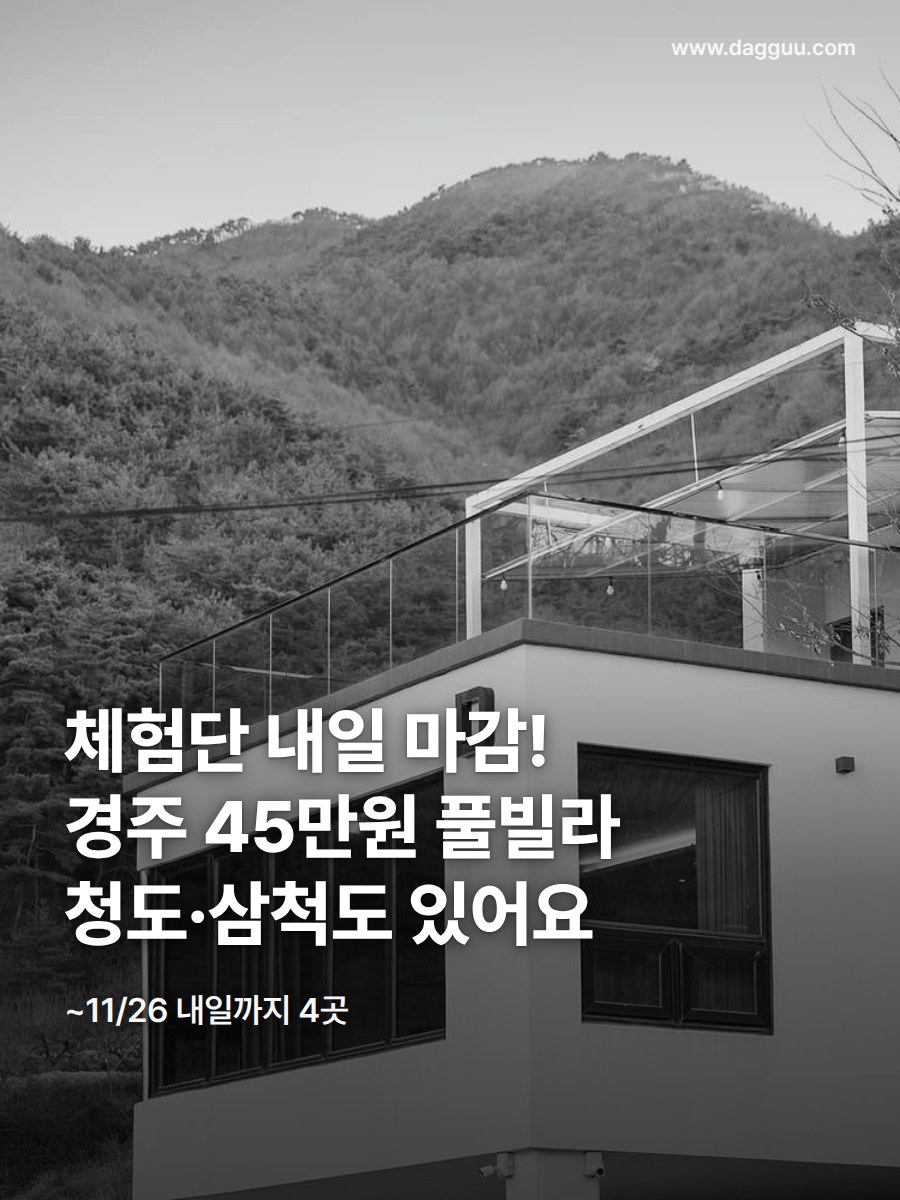 www.dagguu.com
체험단 내일 마감!
경주 45만원 풀빌라
청도·삼척도 있어요
~11/26 내일까지 4곳